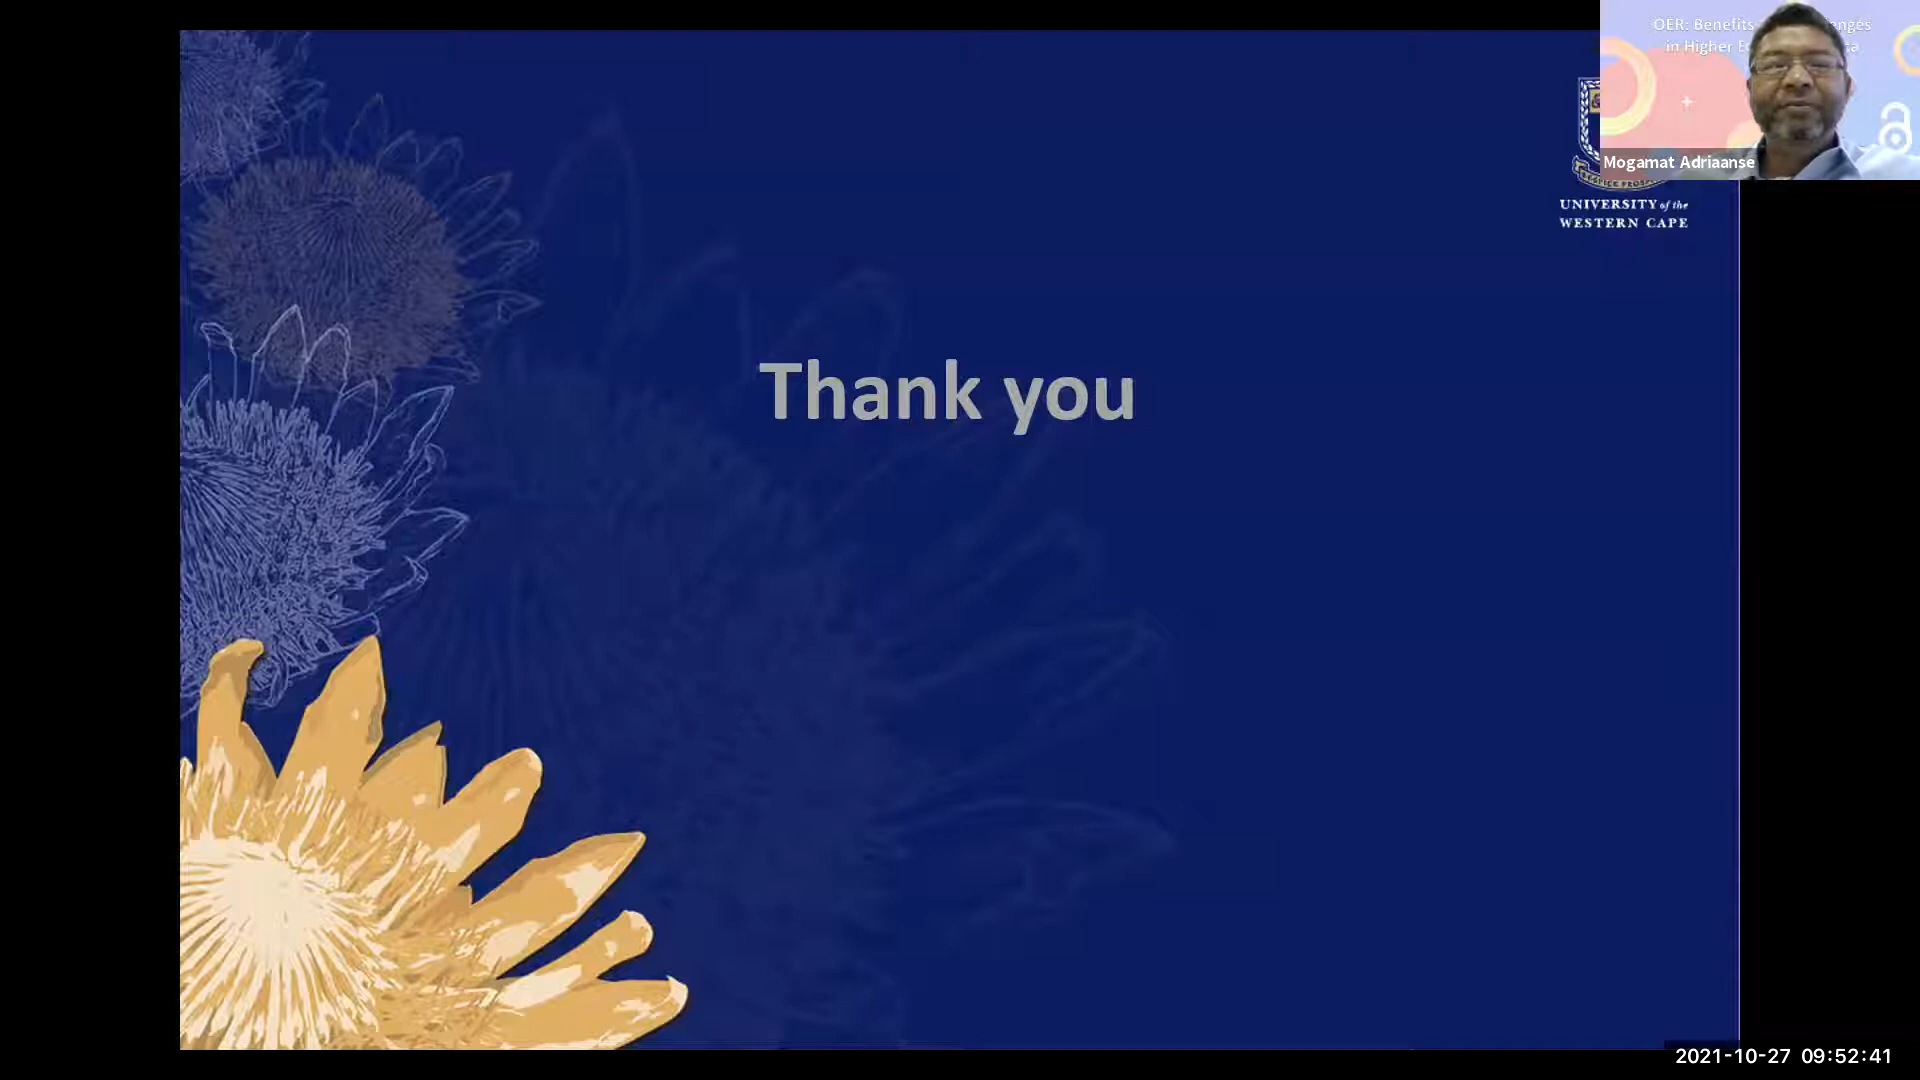 OER: Benefits
in Higher
Mogamat Adriaanse
UNIVERSITY of the
WESTERN CAPE
Thank you
2021-10-27 09:52:41